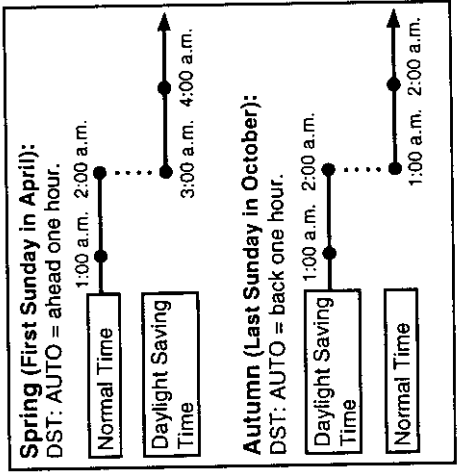 Spring (First Sunday in April):
DST: AUTO = ahead one hour.
1:00 a.m. 2:00 a.m.
Normal Time
Daylight Saving
Time
3:00 a.m. 4:00 a.m.
Autumn (Last Sunday in October):
DST: AUTO = back one hour.
1:00 a.m. 2:00 a.m.
Daylight Saving
Time
Normal Time
1:00 a.m. 2:00 a.m.